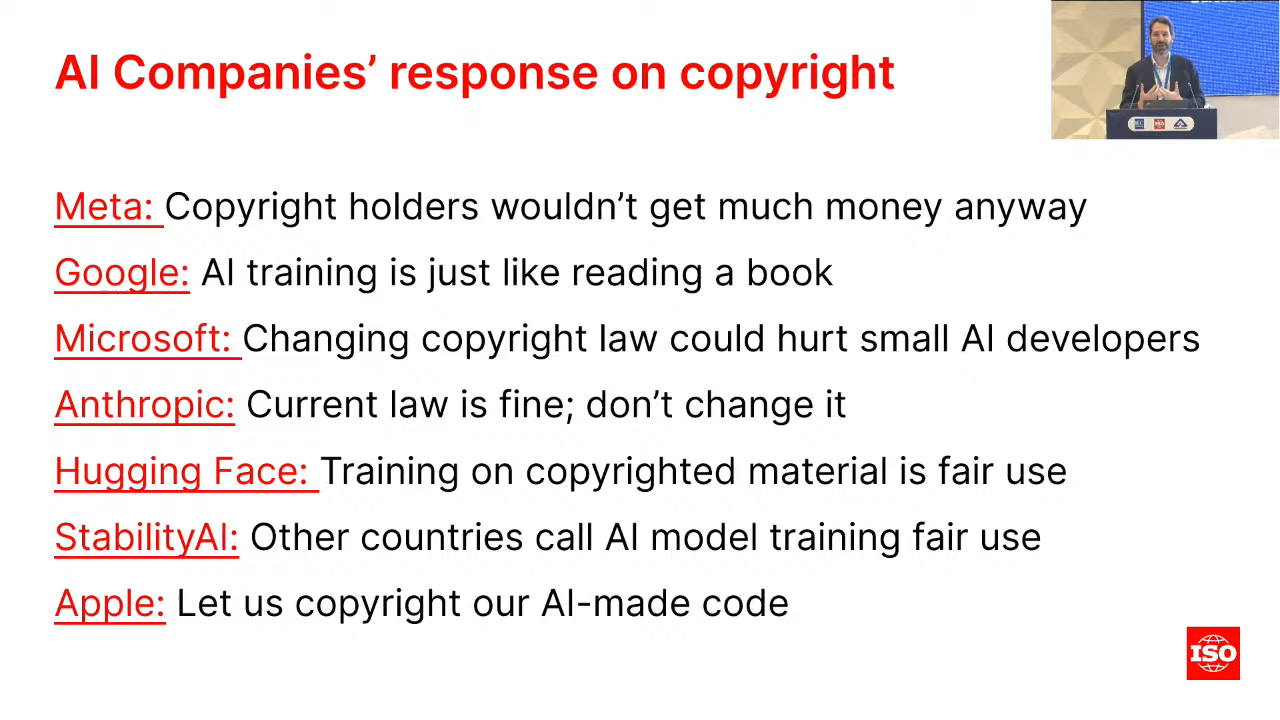 AI Companies’ response on copyright
Meta: Copyright holders wouldn’t get much money anyway
Google: AI training is just like reading a book
Microsoft: Changing copyright law could hurt small AI developers
Anthropic: Current law is fine; don’t change it
Hugging Face: Training on copyrighted material is fair use
StabilityAI: Other countries call AI model training fair use
Apple: Let us copyright our AI-made code
ISO